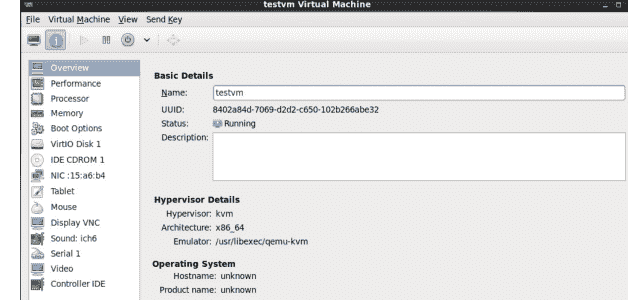 testvm Virtual Machine
File Virtual Machine View Send Key
Overview
Performance
Processor
Memory
Boot Options
VirtIO Disk 1
IDE CDROM 1
NIC :15:a6:b4
Tablet
Mouse
Display VNC
Sound: ich6
Serial 1
Video
Controller IDE
Basic Details
Name: testvm
UUID: 8402a84d-7069-d2d2-c650-102b266abe32
Status: Running
Description:
Hypervisor Details
Hypervisor: kvm
Architecture: x86_64
Emulator: /usr/libexec/qemu-kvm
Operating System
Hostname: unknown
Product name: unknown